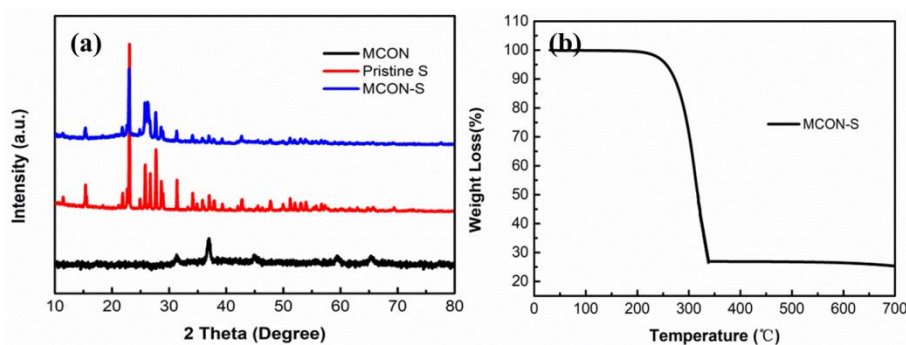 (a)
MCON
Pristine S
MCON-S
Intensity (a.u.)
10 20 30 40 50 60 70 80
2 Theta (Degree)
(b)
110
100
90
80
70
60
50
40
30
20
MCON-S
Weight Loss(%)
0 100 200 300 400 500 600 700
Temperature (℃)